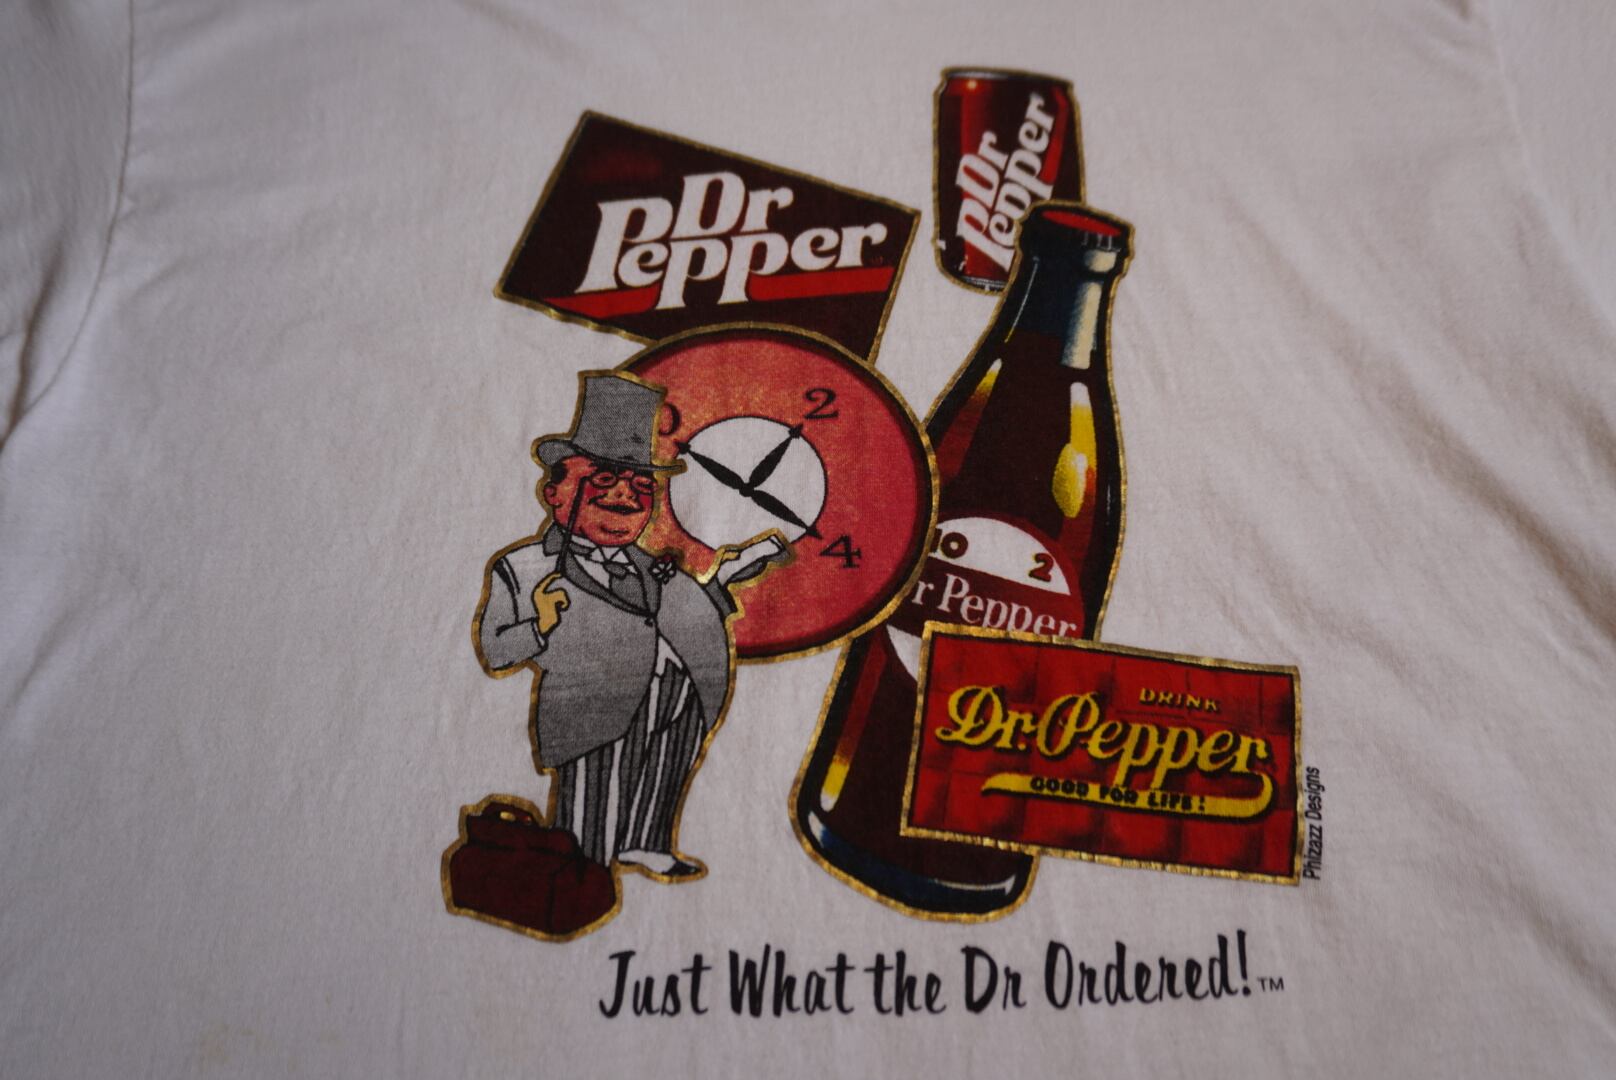 Dr
Pepper
Dr
Pepper
2
4
10
2
r Pepper
DRINK
Dr. Pepper
GOOD FOR LIFE!
Phizazz Designs
Just What the Dr Ordered!™